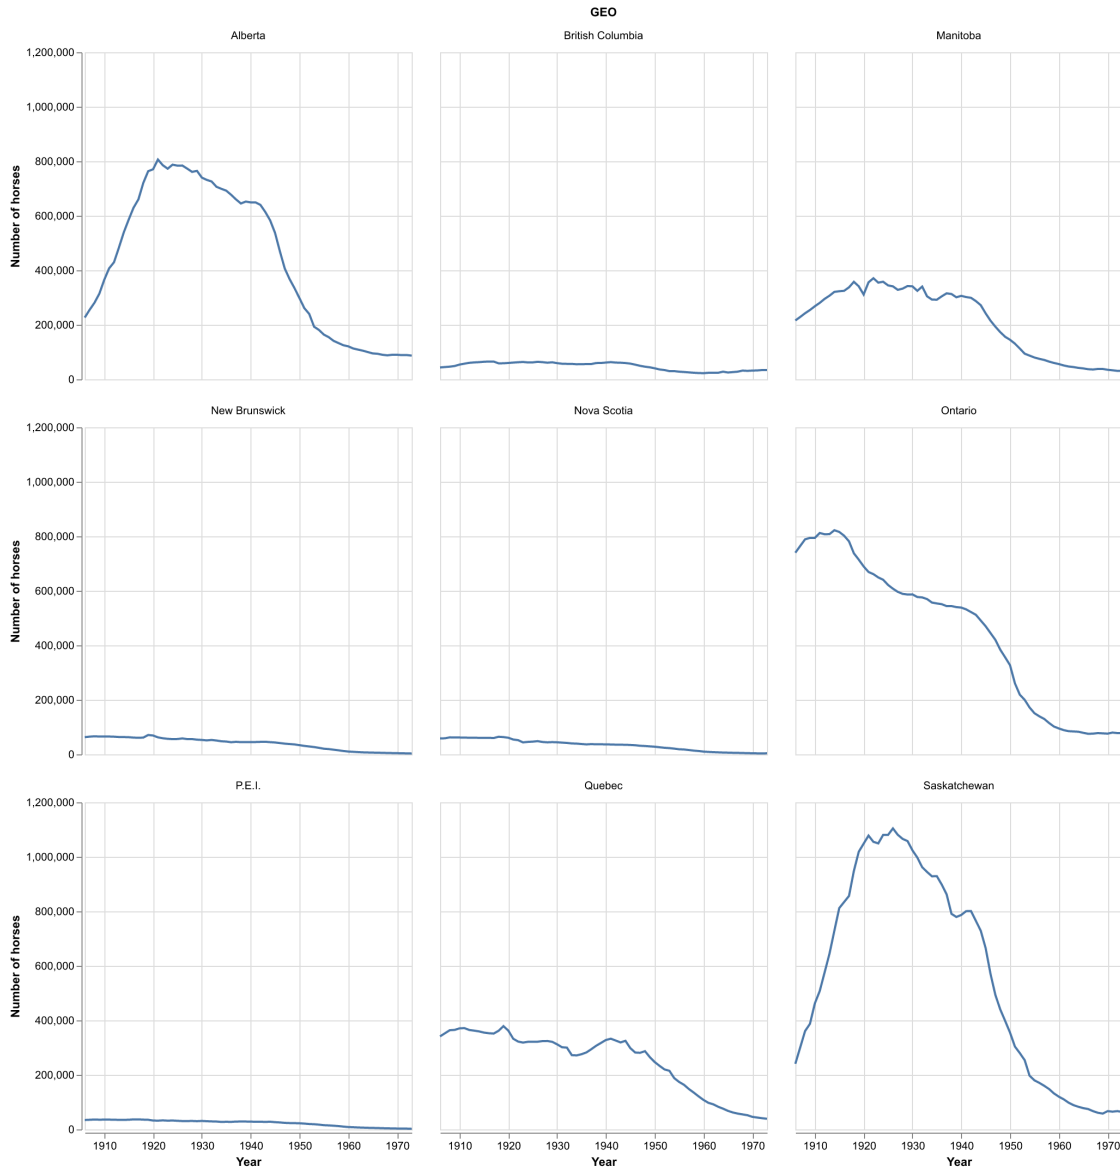 GEO
Alberta
British Columbia
Manitoba
1,200,000
1,000,000
800,000
600,000
400,000
200,000
0
Number of horses
New Brunswick
Nova Scotia
Ontario
1,200,000
1,000,000
800,000
600,000
400,000
200,000
0
Number of horses
P.E.I.
Quebec
Saskatchewan
1,200,000
1,000,000
800,000
600,000
400,000
200,000
0
Number of horses
1910 1920 1930 1940 1950 1960 1970
Year
1910 1920 1930 1940 1950 1960 1970
Year
1910 1920 1930 1940 1950 1960 1970
Year